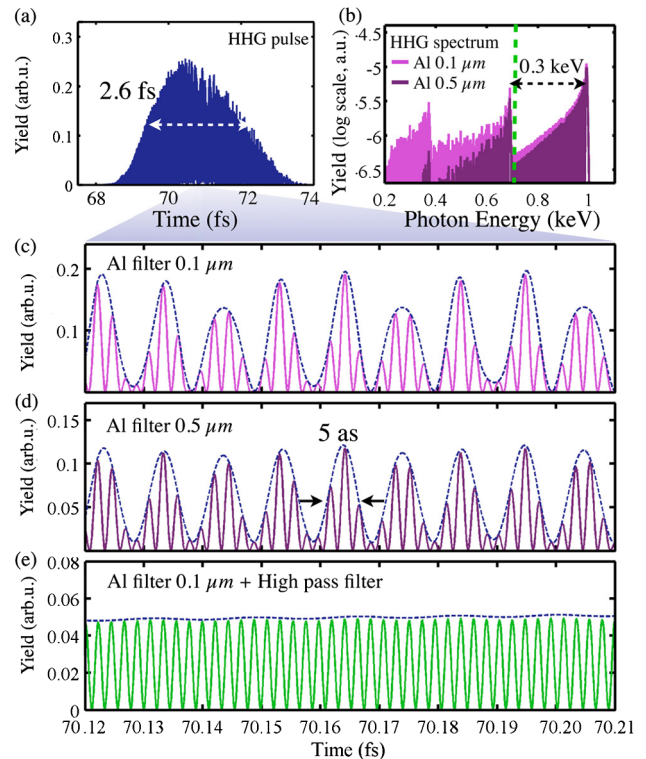 (a)
HHG pulse
2.6 fs
Yield (arb.u.)
0.3
0.2
0.1
0
68
70
72
74
Time (fs)
(b)
HHG spectrum
Al 0.1 μm
Al 0.5 μm
0.3 keV
Yield (log scale, a.u.)
-4.5
-5
-5.5
-6
-6.5
0.2
0.4
0.6
0.8
1
Photon Energy (keV)
(c)
Al filter 0.1 μm
Yield (arb.u.)
0.2
0.1
(d)
Al filter 0.5 μm
5 as
Yield (arb.u.)
0.15
0.1
0.05
(e)
Al filter 0.1 μm + High pass filter
Yield (arb.u.)
0.08
0.06
0.04
0.02
0
70.12
70.13
70.14
70.15
70.16
70.17
70.18
70.19
70.20
70.21
Time (fs)